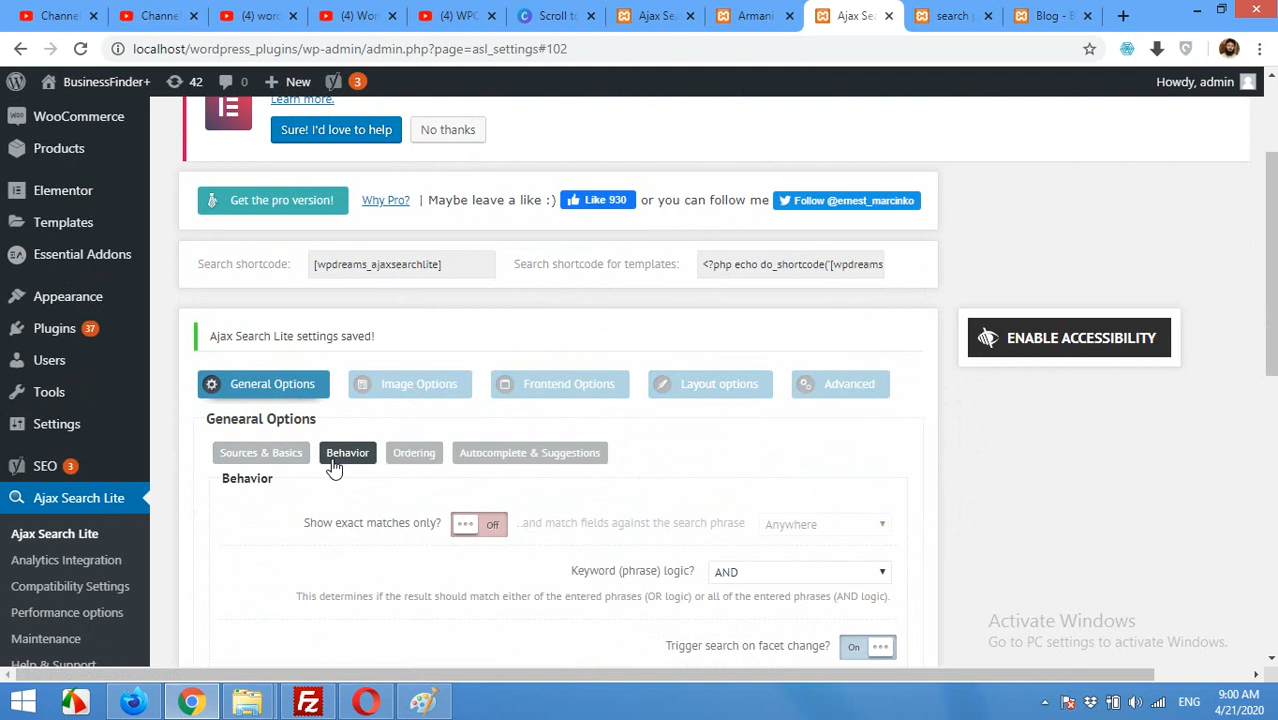 Channel
Channel
(4) word
(4) Wor
(4) WPC
Scroll to
Ajax Sea
Armani
Ajax Sea
search p
Blog - B
localhost/wordpress_plugins/wp-admin/admin.php?page=asl_settings#102
BusinessFinder+
42
0
New
3
Howdy, admin
WooCommerce
Products
Elementor
Templates
Essential Addons
Appearance
Plugins 37
Users
Tools
Settings
SEO 3
Ajax Search Lite
Ajax Search Lite
Analytics Integration
Compatibility Settings
Performance options
Maintenance
Help & Support
Learn more.
Sure! I'd love to help
No thanks
Get the pro version!
Why Pro?
| Maybe leave a like :)
Like 930
or you can follow me
Follow @ernest_marcinko
Search shortcode:
[wpdreams_ajaxsearchlite]
Search shortcode for templates:
<?php echo do_shortcode('[wpdreams
Ajax Search Lite settings saved!
General Options
Image Options
Frontend Options
Layout options
Advanced
Genearal Options
Sources & Basics
Behavior
Ordering
Autocomplete & Suggestions
Behavior
Show exact matches only?
Off
..and match fields against the search phrase
Anywhere
Keyword (phrase) logic?
AND
This determines if the result should match either of the entered phrases (OR logic) or all of the entered phrases (AND logic).
Trigger search on facet change?
On
ENABLE ACCESSIBILITY
Activate Windows
Go to PC settings to activate Windows.
ENG
9:00 AM
4/21/2020